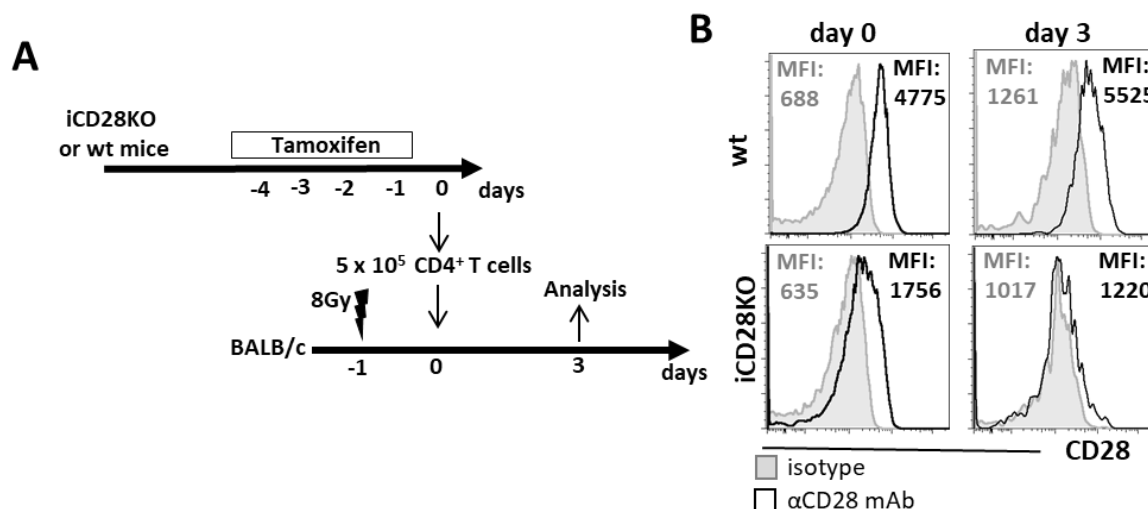 A
iCD28KO
or wt mice
Tamoxifen
-4 -3 -2 -1 0 days
5 x 10⁵ CD4⁺ T cells
8Gy
Analysis
BALB/c
-1 0 3 days
B
day 0 day 3
wt
MFI: MFI:
688 4775
MFI: MFI:
1261 5525
iCD28KO
MFI: MFI:
635 1756
MFI: MFI:
1017 1220
CD28
isotype
αCD28 mAb